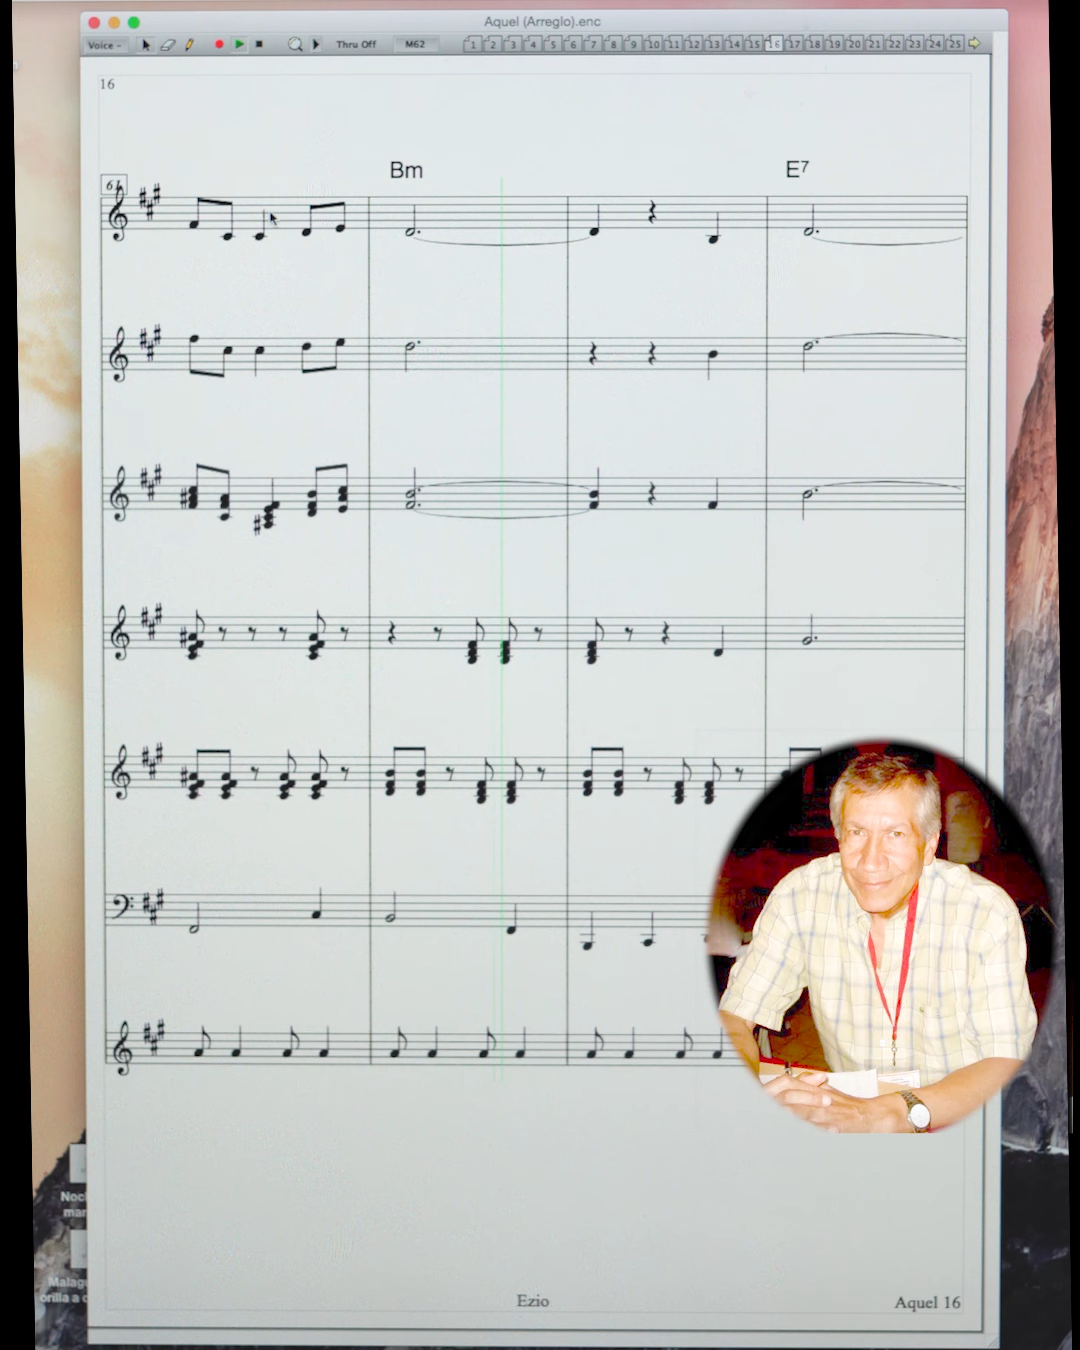 Aquel (Arreglo).enc
Voice
Thru Off
M62
1 2 3 4 5 6 7 8 9 10 11 12 13 14 15 16 17 18 19 20 21 22 23 24 25
16
Bm
E7
61
Ezio
Aquel 16